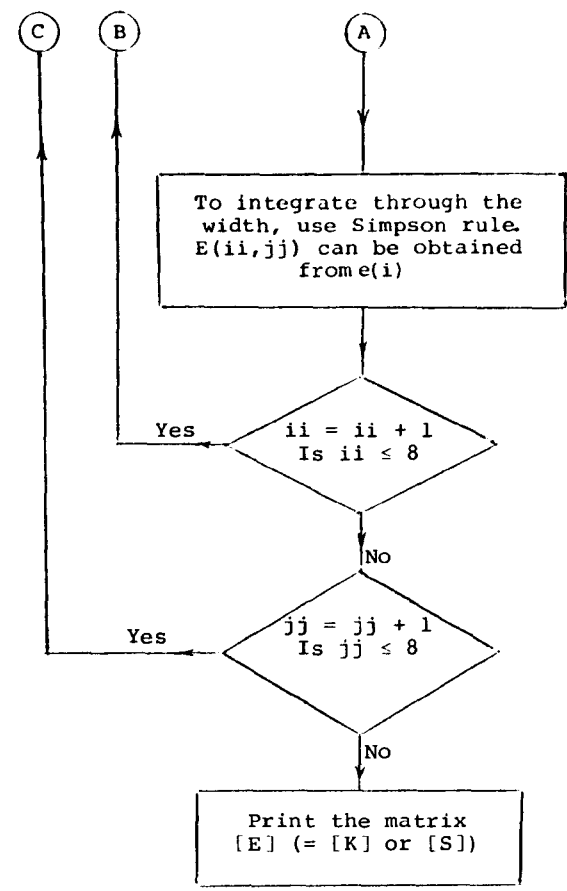 C
B
A
To integrate through the
width, use Simpson rule.
E(ii,jj) can be obtained
from e(i)
Yes
ii = ii + 1
Is ii ≤ 8
No
Yes
jj = jj + 1
Is jj ≤ 8
No
Print the matrix
[E] (= [K] or [S])